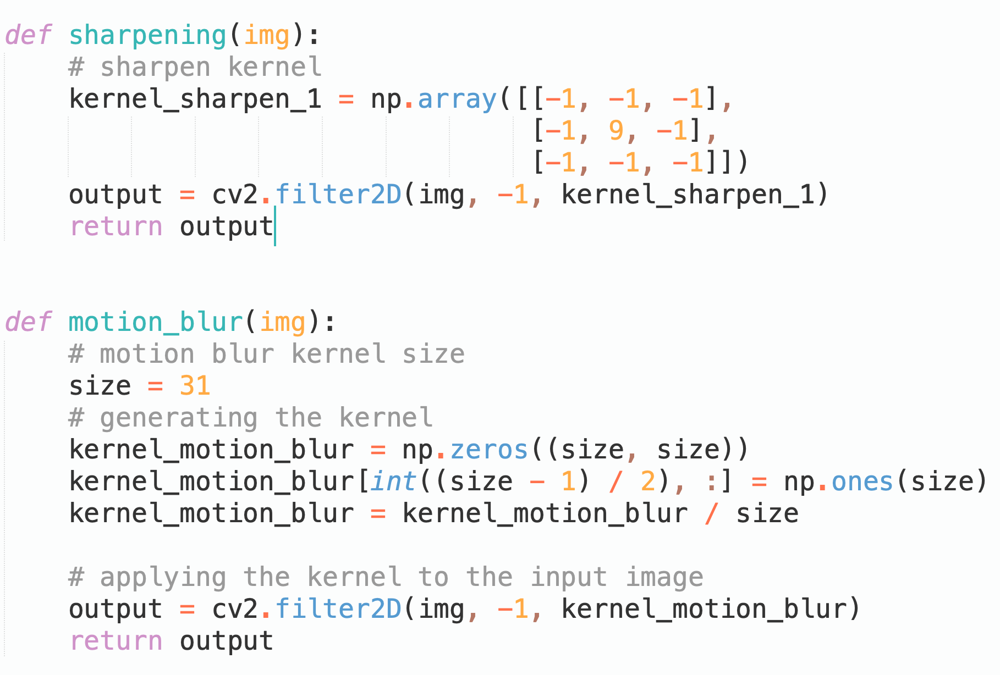 def sharpening(img):
    # sharpen kernel
    kernel_sharpen_1 = np.array([[-1, -1, -1],
                                 [-1, 9, -1],
                                 [-1, -1, -1]])
    output = cv2.filter2D(img, -1, kernel_sharpen_1)
    return output
def motion_blur(img):
    # motion blur kernel size
    size = 31
    # generating the kernel
    kernel_motion_blur = np.zeros((size, size))
    kernel_motion_blur[int((size - 1) / 2), :] = np.ones(size)
    kernel_motion_blur = kernel_motion_blur / size
    # applying the kernel to the input image
    output = cv2.filter2D(img, -1, kernel_motion_blur)
    return output